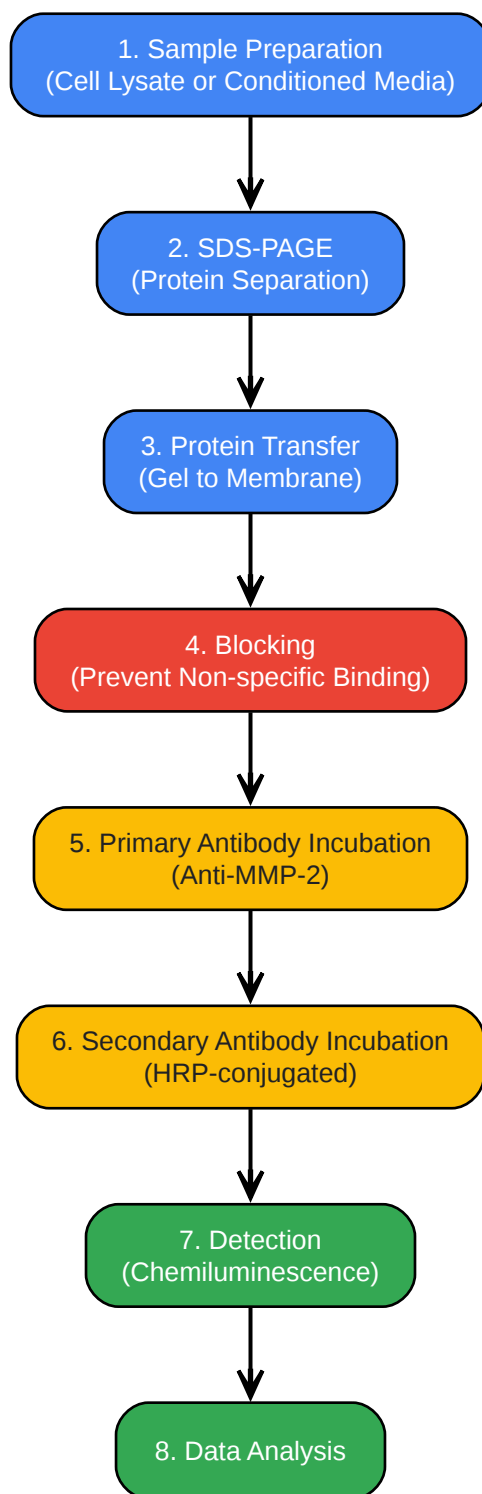 1. Sample Preparation
(Cell Lysate or Conditioned Media)
2. SDS-PAGE
(Protein Separation)
3. Protein Transfer
(Gel to Membrane)
4. Blocking
(Prevent Non-specific Binding)
5. Primary Antibody Incubation
(Anti-MMP-2)
6. Secondary Antibody Incubation
(HRP-conjugated)
7. Detection
(Chemiluminescence)
8. Data Analysis